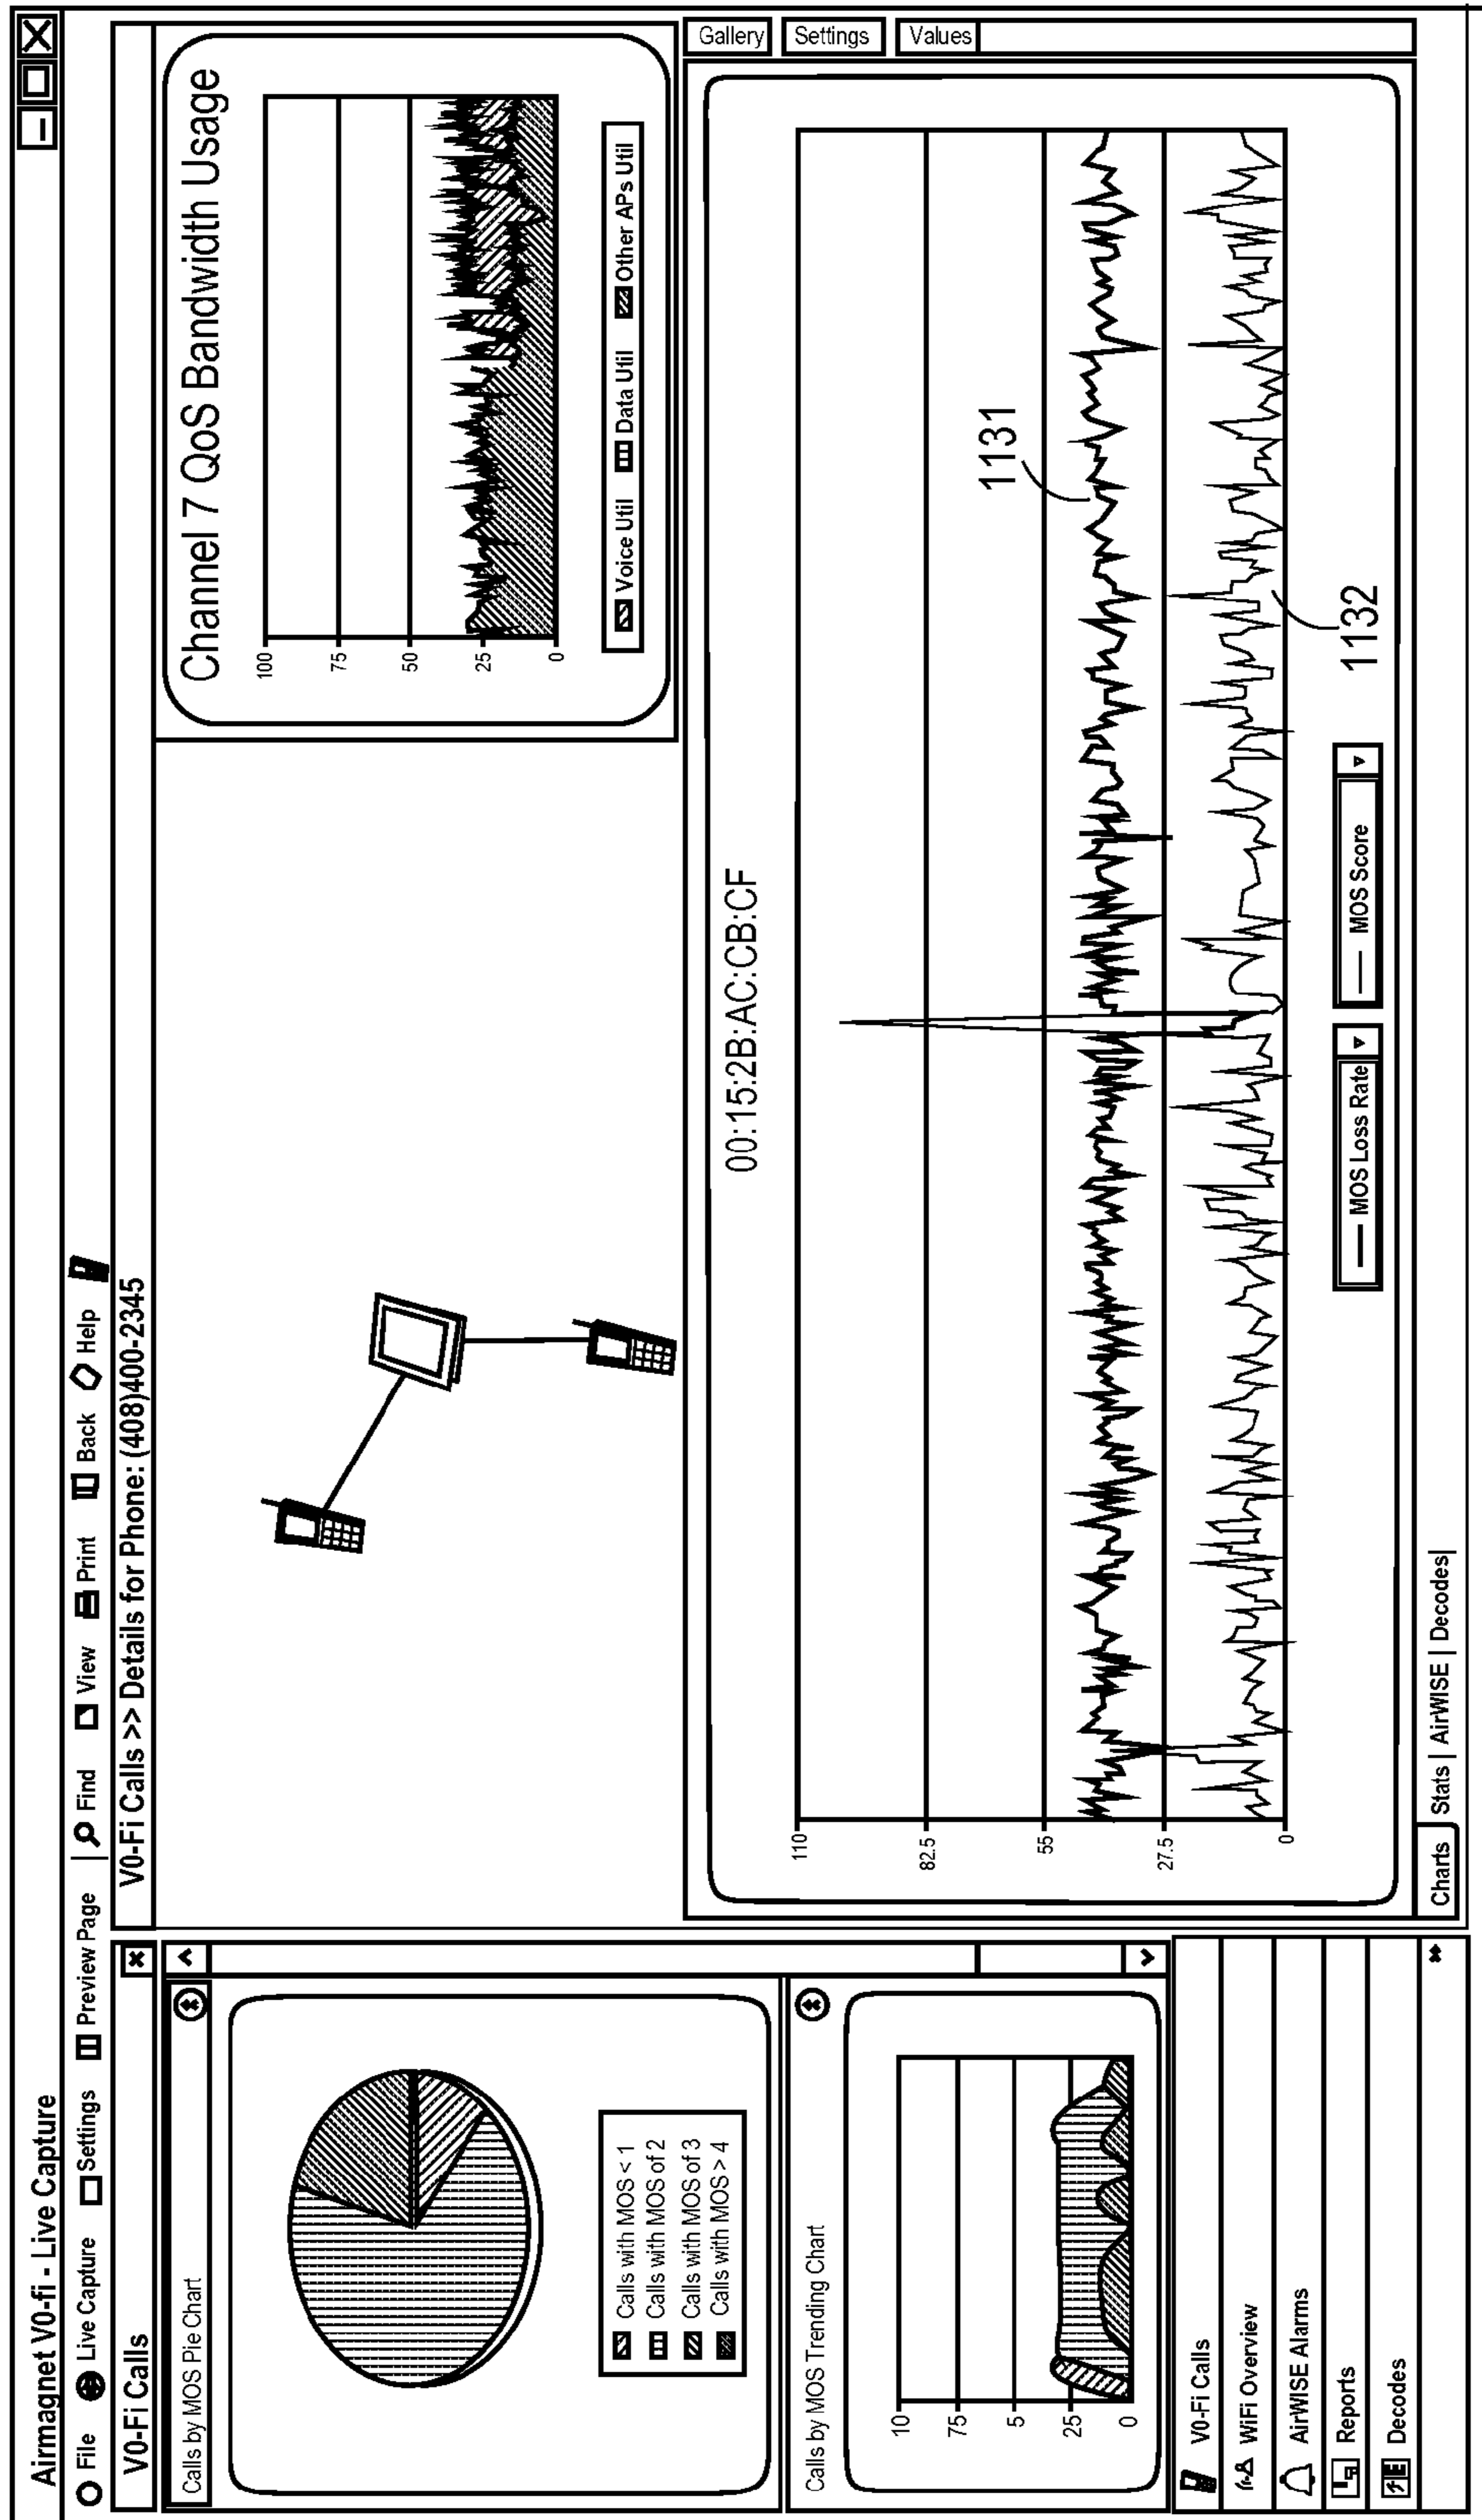 Airmagnet V0-fi - Live Capture
File Live Capture Settings Preview Page | Find View Print Back Help
V0-Fi Calls
V0-Fi Calls >> Details for Phone: (408)400-2345
Calls by MOS Pie Chart
Calls with MOS < 1
Calls with MOS of 2
Calls with MOS of 3
Calls with MOS > 4
Calls by MOS Trending Chart
10
75
5
25
0
V0-Fi Calls
WiFi Overview
AirWISE Alarms
Reports
Decodes
Channel 7 QoS Bandwidth Usage
100
75
50
25
0
Voice Util Data Util Other APs Util
Gallery
Settings
Values
00:15:2B:AC:CB:CF
110
82.5
55
27.5
0
1131
1132
MOS Loss Rate
MOS Score
Charts Stats | AirWISE | Decodes|